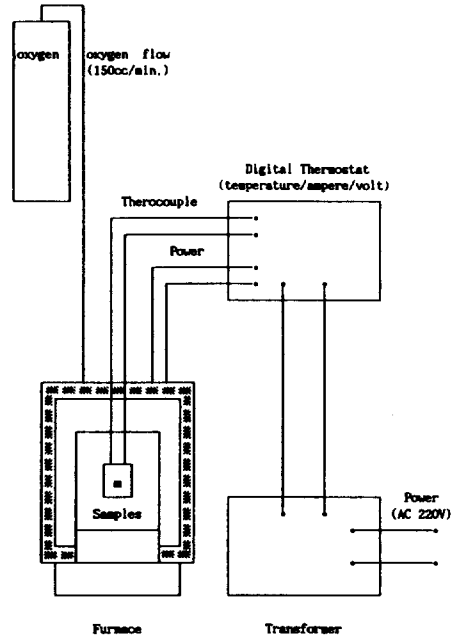 oxygen
oxygen flow
(150cc/min.)
Digital Thermostat
(temperature/ampere/volt)
Therocouple
Power
Samples
Power
(AC 220V)
Furnace
Transformer